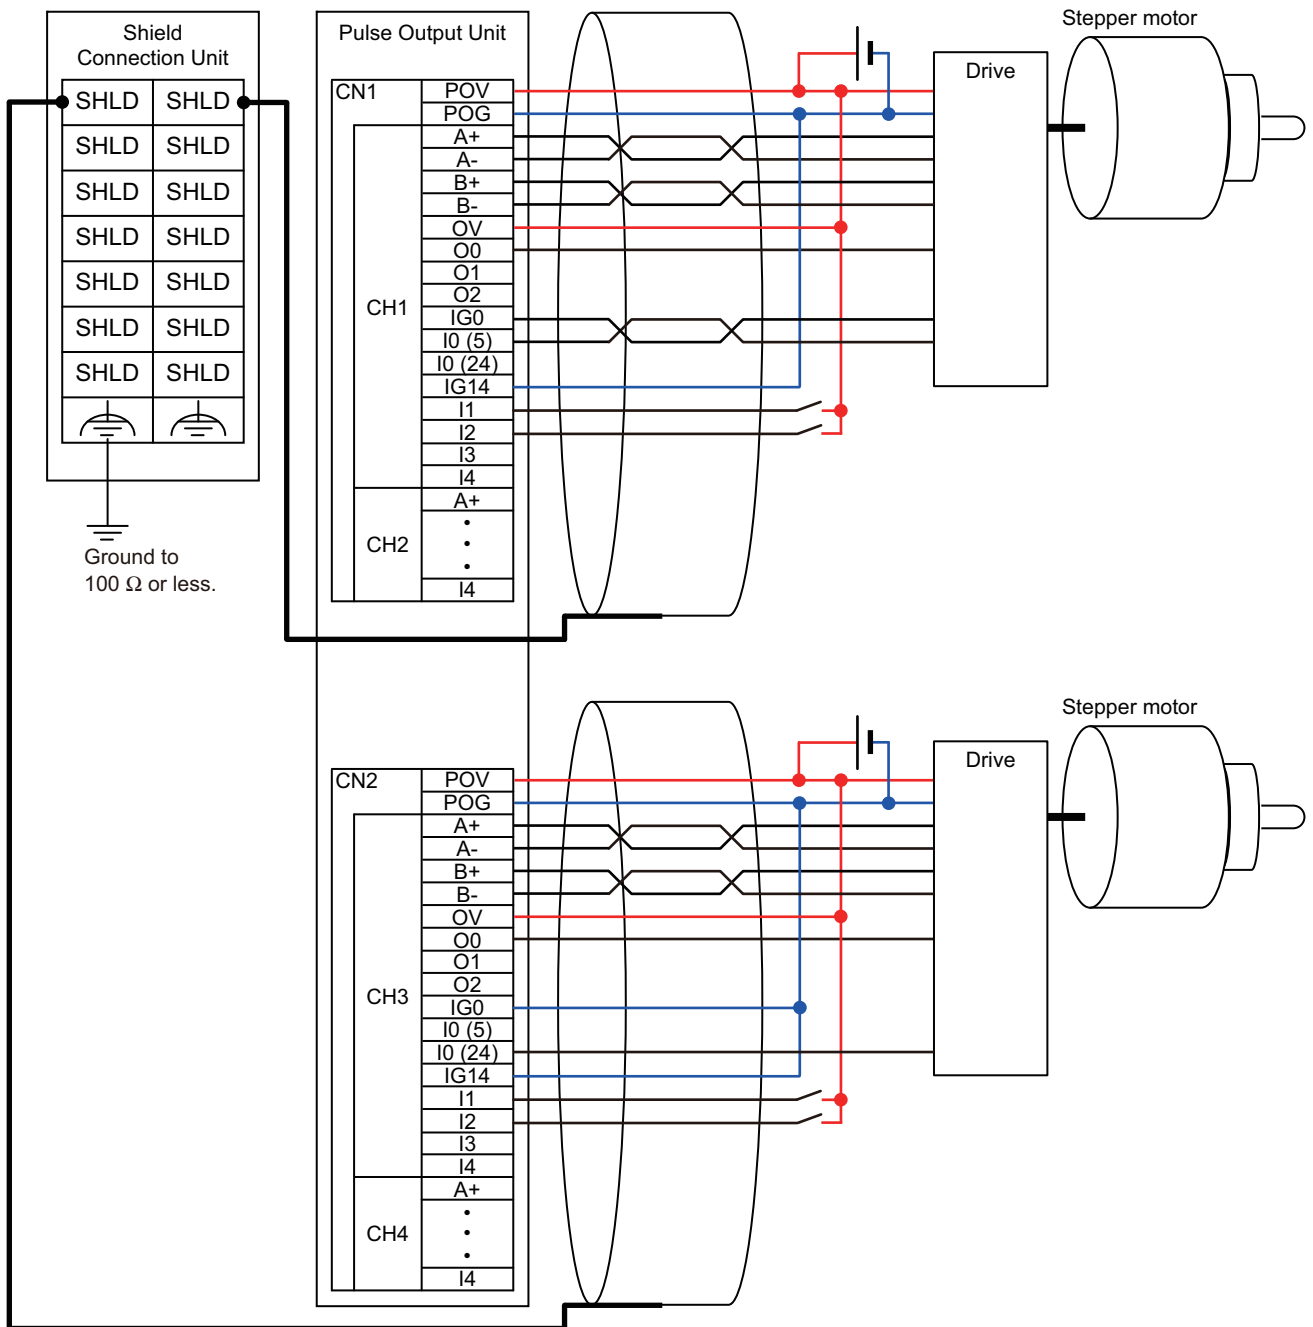 Shield
Connection Unit
SHLD SHLD
SHLD SHLD
SHLD SHLD
SHLD SHLD
SHLD SHLD
SHLD SHLD
SHLD SHLD
Ground to
100 Ω or less.
Pulse Output Unit
CN1
POV
POG
CH1
A+
A-
B+
B-
OV
O0
O1
O2
IG0
I0 (5)
I0 (24)
IG14
I1
I2
I3
I4
CH2
A+
I4
Drive
Stepper motor
CN2
POV
POG
CH3
A+
A-
B+
B-
OV
O0
O1
O2
IG0
I0 (5)
I0 (24)
IG14
I1
I2
I3
I4
CH4
A+
I4
Drive
Stepper motor